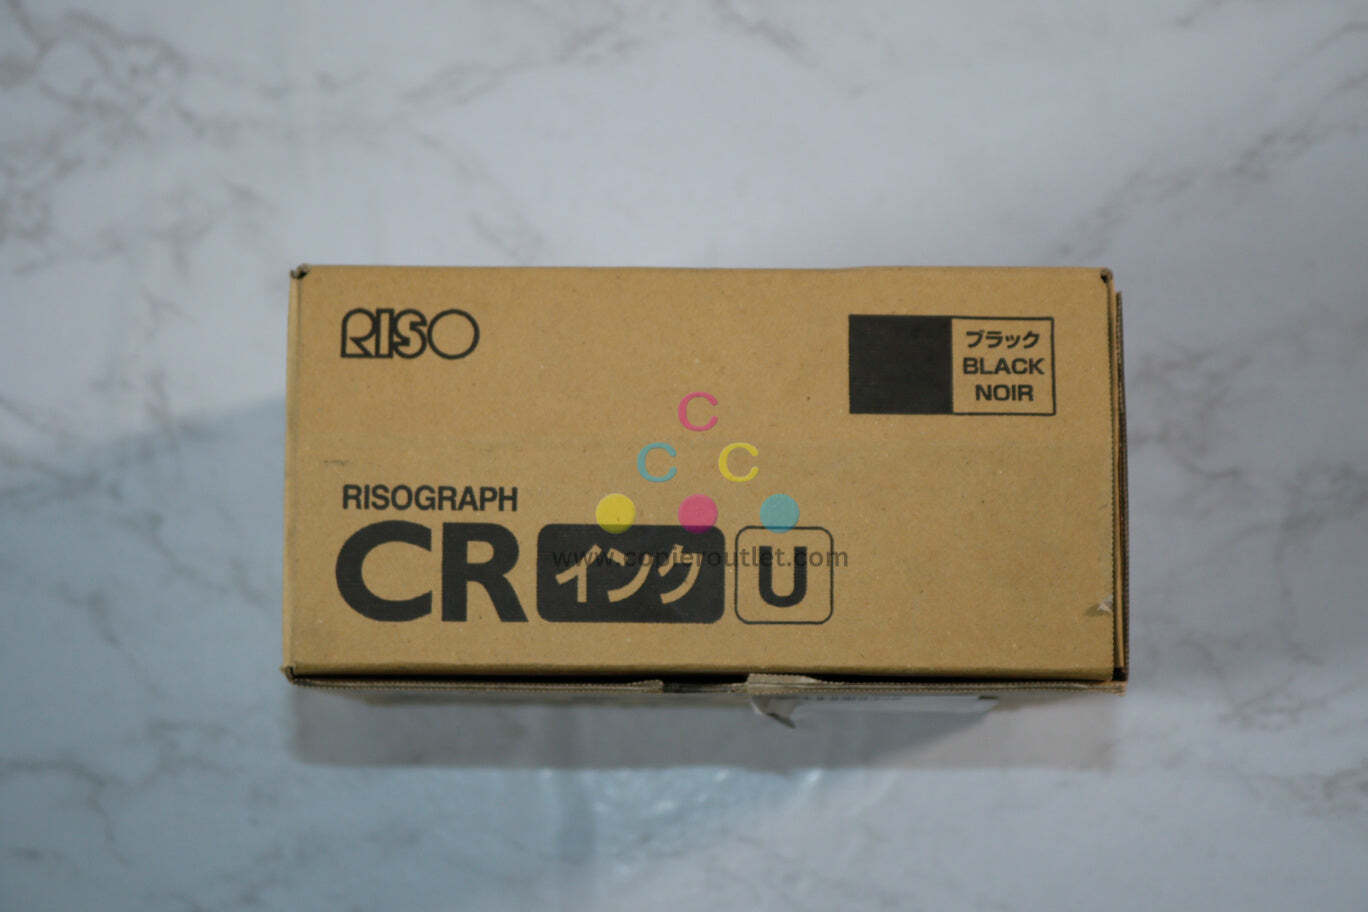 RISO
ブラック
BLACK
NOIR
C
C C
RISOGRAPH
CR インク U
www.copieroutlet.com